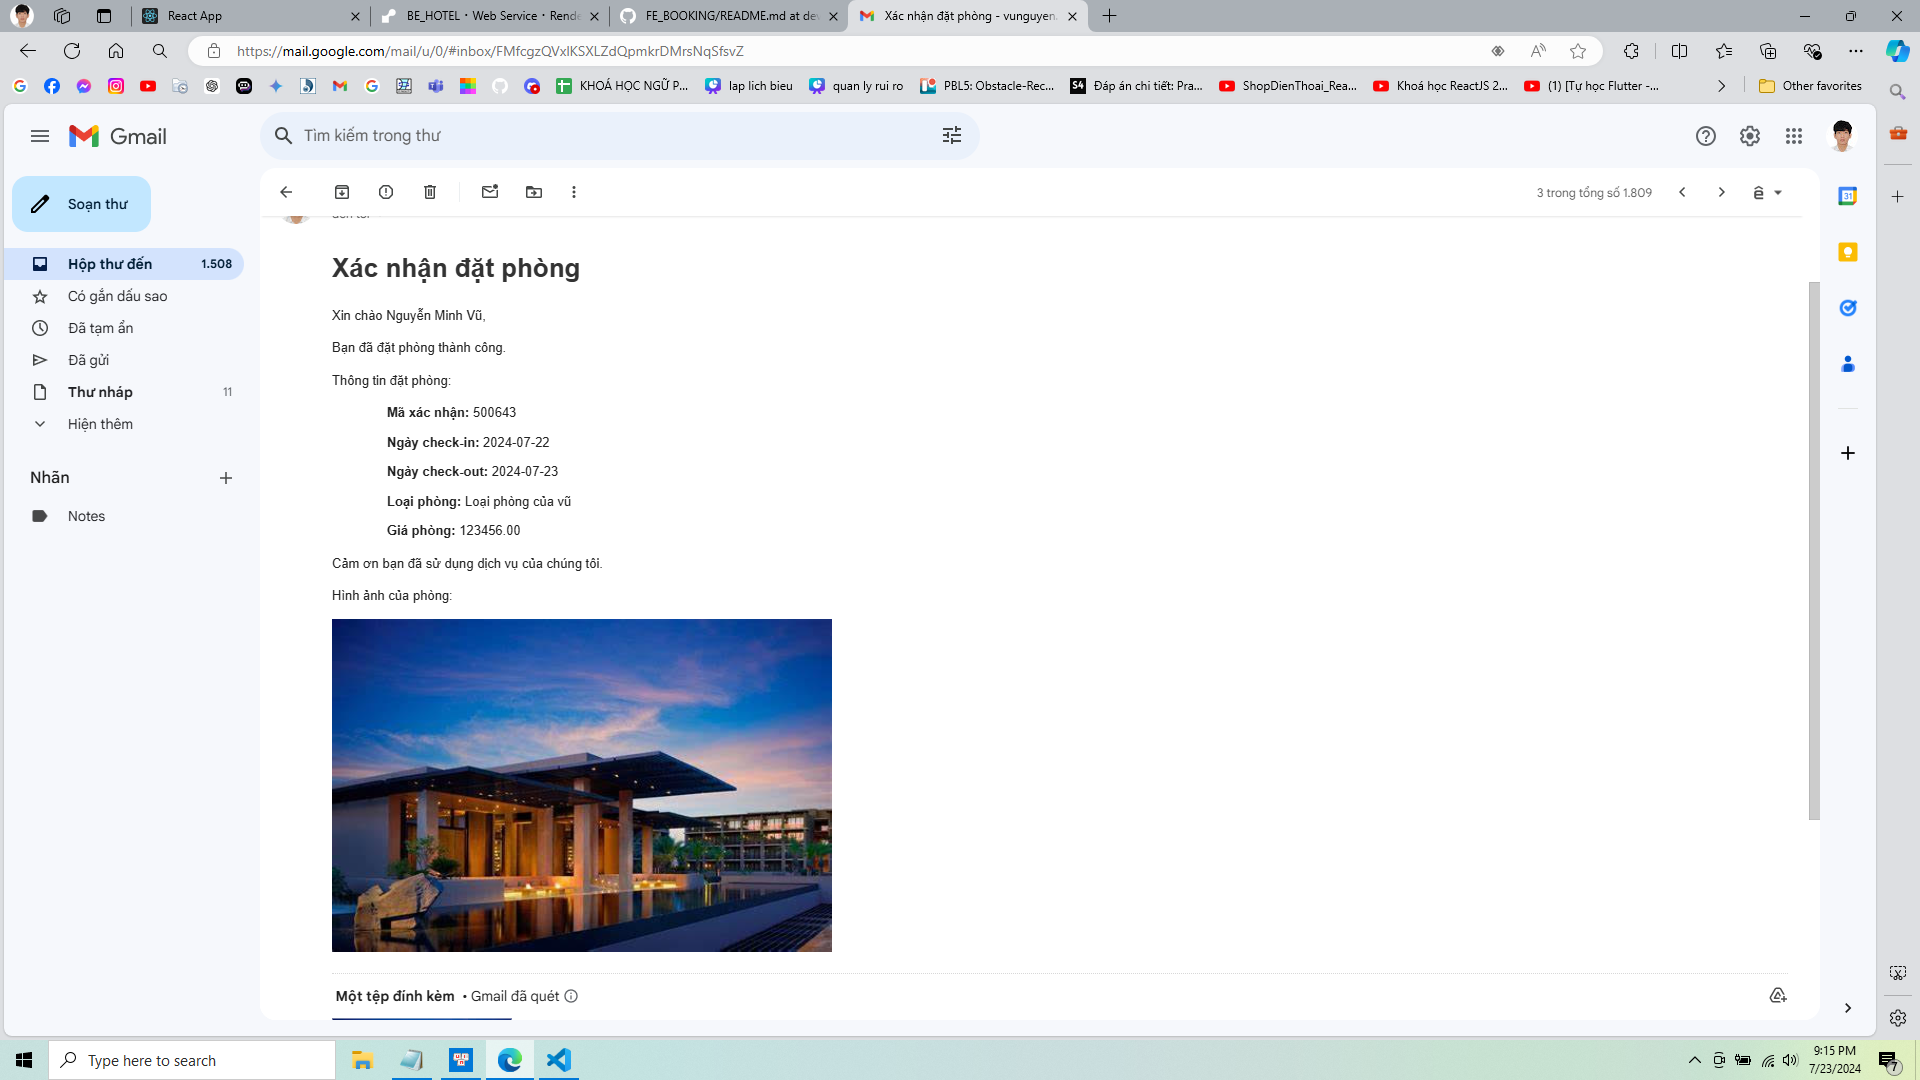 React App
BE_HOTEL · Web Service · Rende
FE_BOOKING/README.md at dev
Xác nhận đặt phòng - vunguyen.
https://mail.google.com/mail/u/0/#inbox/FMfcgzQVxlKSXLZdQpmkrDMrsNqSfsvZ
KHOÁ HỌC NGỮ P...
lap lich bieu
quan ly rui ro
PBL5: Obstacle-Rec...
S4
Đáp án chi tiết: Pra...
ShopDienThoai_Rea...
Khoá học ReactJS 2...
(1) [Tự học Flutter -...
Other favorites
Gmail
Tìm kiếm trong thư
Soạn thư
3 trong tổng số 1.809
ê
31
Hộp thư đến 1.508
Có gắn dấu sao
Đã tạm ẩn
Đã gửi
Thư nháp 11
Hiện thêm
Nhãn
Notes
Xác nhận đặt phòng
Xin chào Nguyễn Minh Vũ,
Bạn đã đặt phòng thành công.
Thông tin đặt phòng:
Mã xác nhận: 500643
Ngày check-in: 2024-07-22
Ngày check-out: 2024-07-23
Loại phòng: Loại phòng của vũ
Giá phòng: 123456.00
Cảm ơn bạn đã sử dụng dịch vụ của chúng tôi.
Hình ảnh của phòng:
Một tệp đính kèm • Gmail đã quét
Type here to search
9:15 PM
7/23/2024
7